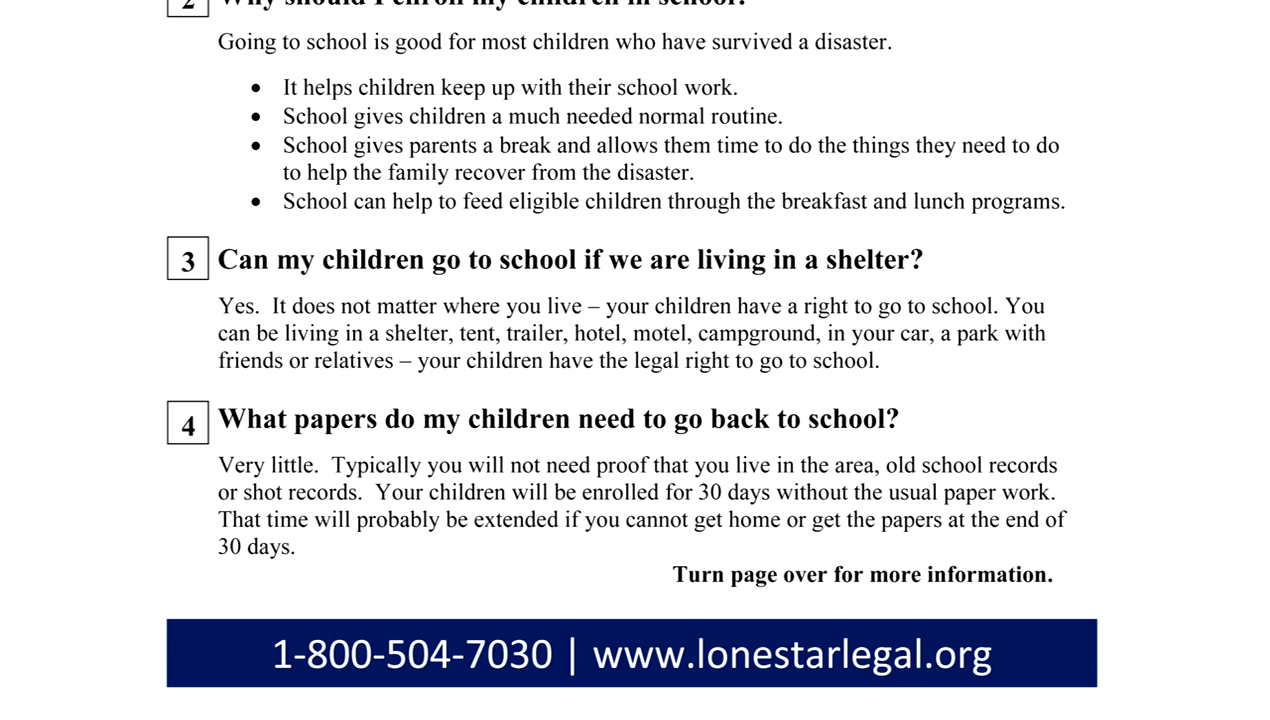 2 Why should I enroll my children in school?
Going to school is good for most children who have survived a disaster.
• It helps children keep up with their school work.
• School gives children a much needed normal routine.
• School gives parents a break and allows them time to do the things they need to do
to help the family recover from the disaster.
• School can help to feed eligible children through the breakfast and lunch programs.
3 Can my children go to school if we are living in a shelter?
Yes.  It does not matter where you live – your children have a right to go to school. You
can be living in a shelter, tent, trailer, hotel, motel, campground, in your car, a park with
friends or relatives – your children have the legal right to go to school.
4 What papers do my children need to go back to school?
Very little.  Typically you will not need proof that you live in the area, old school records
or shot records.  Your children will be enrolled for 30 days without the usual paper work.
That time will probably be extended if you cannot get home or get the papers at the end of
30 days.
Turn page over for more information.
1-800-504-7030 | www.lonestarlegal.org